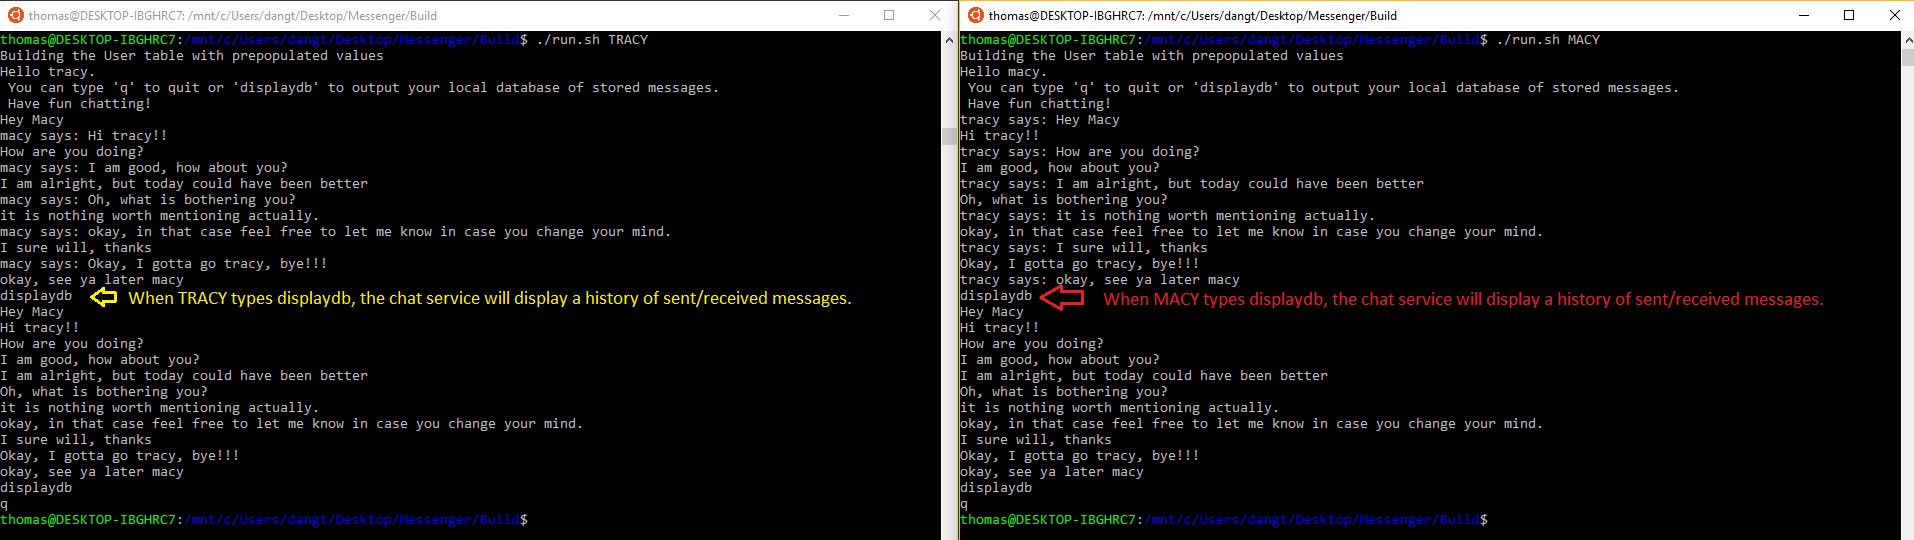 thomas@DESKTOP-IBGHRC7: /mnt/c/Users/dangt/Desktop/Messenger/Build
thomas@DESKTOP-IBGHRC7:/mnt/c/Users/dangt/Desktop/Messenger/Build$ ./run.sh TRACY
Building the User table with prepopulated values
Hello tracy.
You can type 'q' to quit or 'displaydb' to output your local database of stored messages.
Have fun chatting!
Hey Macy
macy says: Hi tracy!!
How are you doing?
macy says: I am good, how about you?
I am alright, but today could have been better
macy says: Oh, what is bothering you?
it is nothing worth mentioning actually.
macy says: okay, in that case feel free to let me know in case you change your mind.
I sure will, thanks
macy says: Okay, I gotta go tracy, bye!!!
okay, see ya later macy
displaydb When TRACY types displaydb, the chat service will display a history of sent/received messages.
Hey Macy
Hi tracy!!
How are you doing?
I am good, how about you?
I am alright, but today could have been better
Oh, what is bothering you?
it is nothing worth mentioning actually.
okay, in that case feel free to let me know in case you change your mind.
I sure will, thanks
Okay, I gotta go tracy, bye!!!
okay, see ya later macy
displaydb
q
thomas@DESKTOP-IBGHRC7:/mnt/c/Users/dangt/Desktop/Messenger/Build$
thomas@DESKTOP-IBGHRC7: /mnt/c/Users/dangt/Desktop/Messenger/Build
thomas@DESKTOP-IBGHRC7:/mnt/c/Users/dangt/Desktop/Messenger/Build$ ./run.sh MACY
Building the User table with prepopulated values
Hello macy.
You can type 'q' to quit or 'displaydb' to output your local database of stored messages.
Have fun chatting!
tracy says: Hey Macy
Hi tracy!!
tracy says: How are you doing?
I am good, how about you?
tracy says: I am alright, but today could have been better
Oh, what is bothering you?
tracy says: it is nothing worth mentioning actually.
okay, in that case feel free to let me know in case you change your mind.
tracy says: I sure will, thanks
Okay, I gotta go tracy, bye!!!
tracy says: okay, see ya later macy
displaydb When MACY types displaydb, the chat service will display a history of sent/received messages.
Hey Macy
Hi tracy!!
How are you doing?
I am good, how about you?
I am alright, but today could have been better
Oh, what is bothering you?
it is nothing worth mentioning actually.
okay, in that case feel free to let me know in case you change your mind.
I sure will, thanks
Okay, I gotta go tracy, bye!!!
okay, see ya later macy
displaydb
q
thomas@DESKTOP-IBGHRC7:/mnt/c/Users/dangt/Desktop/Messenger/Build$